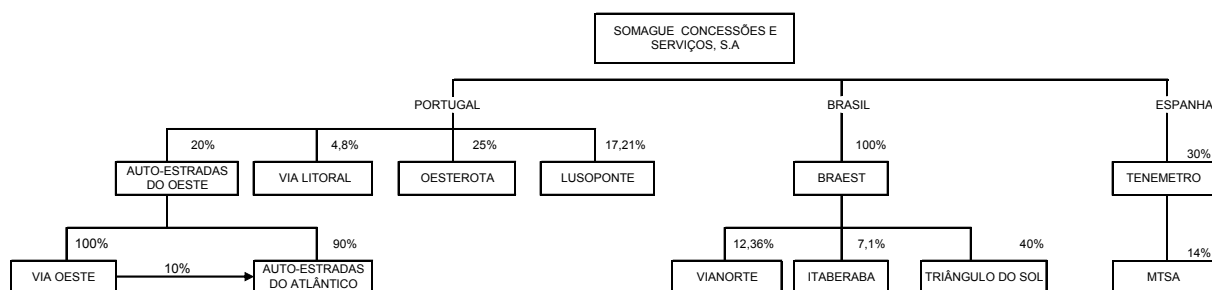 SOMAGUE CONCESSÕES E
SERVIÇOS, S.A
PORTUGAL
BRASIL
ESPANHA
20%
4,8%
25%
17,21%
100%
30%
AUTO-ESTRADAS
DO OESTE
VIA LITORAL
OESTEROTA
LUSOPONTE
BRAEST
TENEMETRO
100%
90%
12,36%
7,1%
40%
14%
VIA OESTE
10%
AUTO-ESTRADAS
DO ATLÂNTICO
VIANORTE
ITABERABA
TRIÂNGULO DO SOL
MTSA